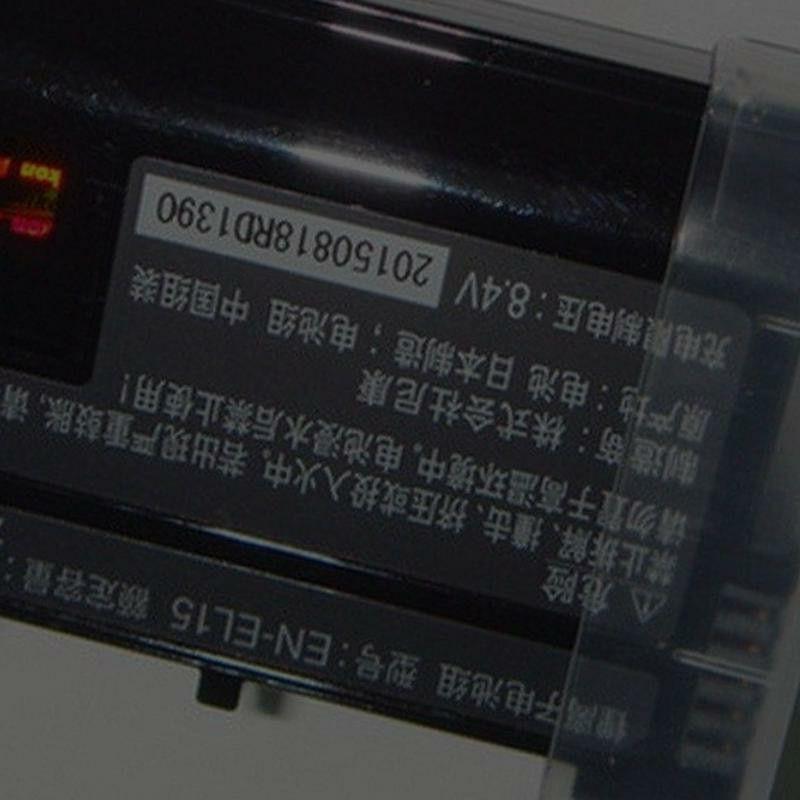 锂离子电池组 型号：EN-EL15 额定容量：
⚠危险
禁止拆解、撞击、挤压或投入火中，若出现严重鼓胀，请
请勿置于高温环境中，电池浸水后禁止使用！
制造商：株式会社尼康
原产地：电池 日本制造；电池组 中国组装
充电限制电压：8.4V 20150818RD1390